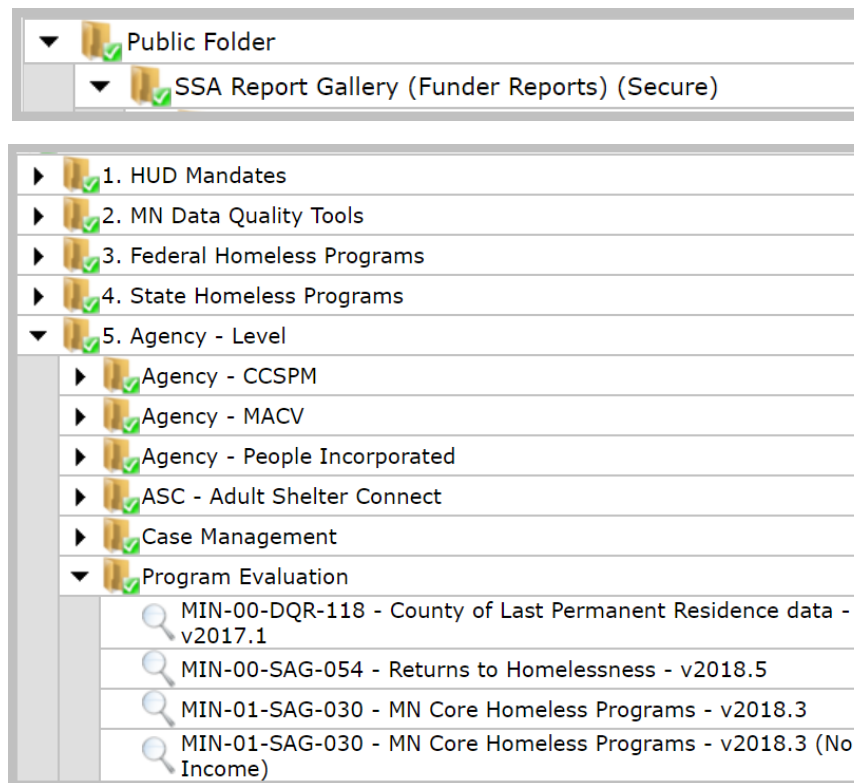 Public Folder
SSA Report Gallery (Funder Reports) (Secure)
1. HUD Mandates
2. MN Data Quality Tools
3. Federal Homeless Programs
4. State Homeless Programs
5. Agency - Level
Agency - CCSPM
Agency - MACV
Agency - People Incorporated
ASC - Adult Shelter Connect
Case Management
Program Evaluation
MIN-00-DQR-118 - County of Last Permanent Residence data -
v2017.1
MIN-00-SAG-054 - Returns to Homelessness - v2018.5
MIN-01-SAG-030 - MN Core Homeless Programs - v2018.3
MIN-01-SAG-030 - MN Core Homeless Programs - v2018.3 (No
Income)